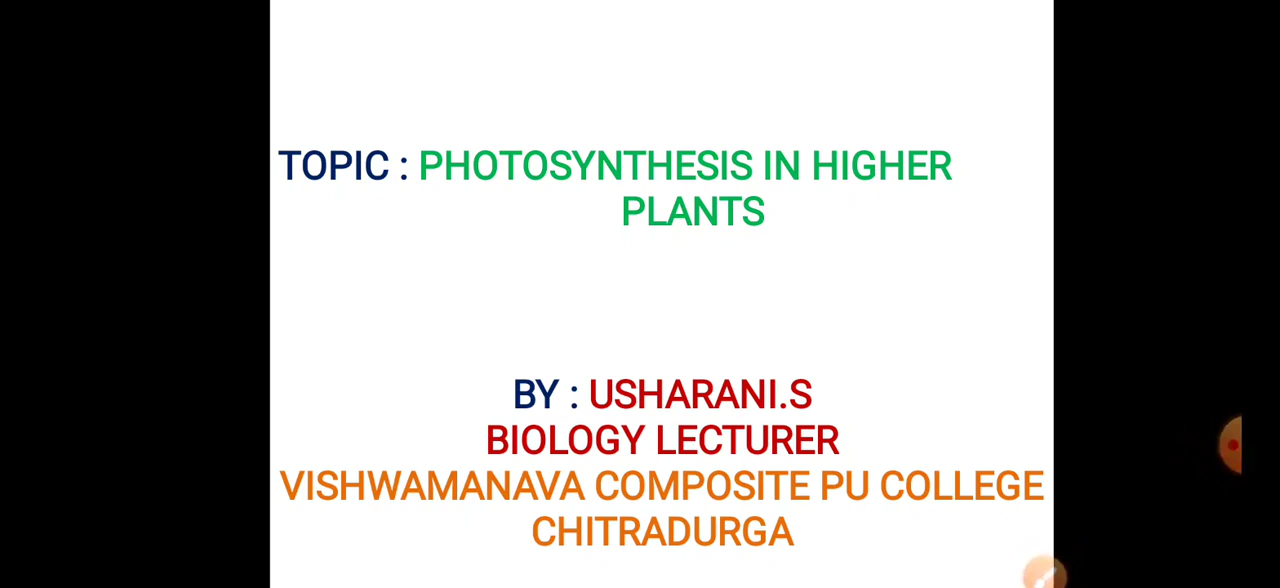 TOPIC : PHOTOSYNTHESIS IN HIGHER
PLANTS
BY : USHARANI.S
BIOLOGY LECTURER
VISHWAMANAVA COMPOSITE PU COLLEGE
CHITRADURGA